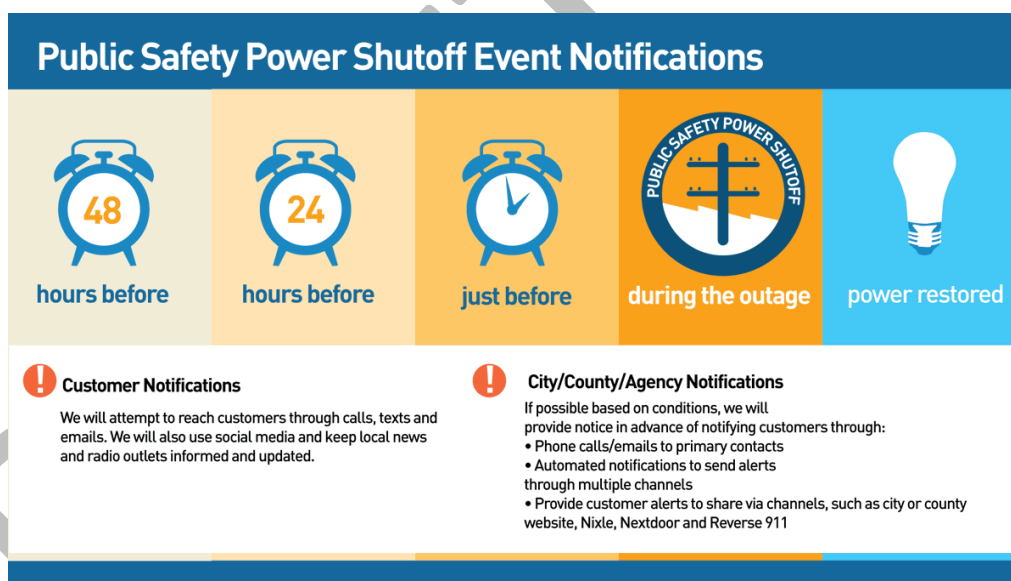 Public Safety Power Shutoff Event Notifications
48
hours before
24
hours before
just before
PUBLIC SAFETY POWER SHUTOFF
during the outage
power restored
! Customer Notifications
We will attempt to reach customers through calls, texts and
emails. We will also use social media and keep local news
and radio outlets informed and updated.
! City/County/Agency Notifications
If possible based on conditions, we will
provide notice in advance of notifying customers through:
• Phone calls/emails to primary contacts
• Automated notifications to send alerts
through multiple channels
• Provide customer alerts to share via channels, such as city or county
website, Nixle, Nextdoor and Reverse 911